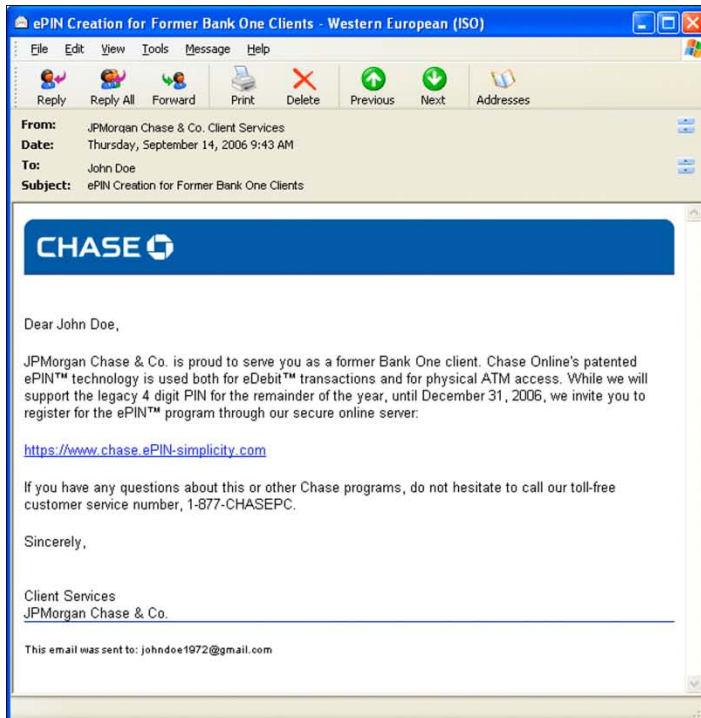 ePIN Creation for Former Bank One Clients - Western European (ISO)
File Edit View Tools Message Help
Reply Reply All Forward Print Delete Previous Next Addresses
From: JPMorgan Chase & Co. Client Services
Date: Thursday, September 14, 2006 9:43 AM
To: John Doe
Subject: ePIN Creation for Former Bank One Clients
CHASE
Dear John Doe,
JPMorgan Chase & Co. is proud to serve you as a former Bank One client. Chase Online's patented
ePIN™ technology is used both for eDebit™ transactions and for physical ATM access. While we will
support the legacy 4 digit PIN for the remainder of the year, until December 31, 2006, we invite you to
register for the ePIN™ program through our secure online server:
https://www.chase.ePIN-simplicity.com
If you have any questions about this or other Chase programs, do not hesitate to call our toll-free
customer service number, 1-877-CHASEPC.
Sincerely,
Client Services
JPMorgan Chase & Co.
This email was sent to: johndoe1972@gmail.com